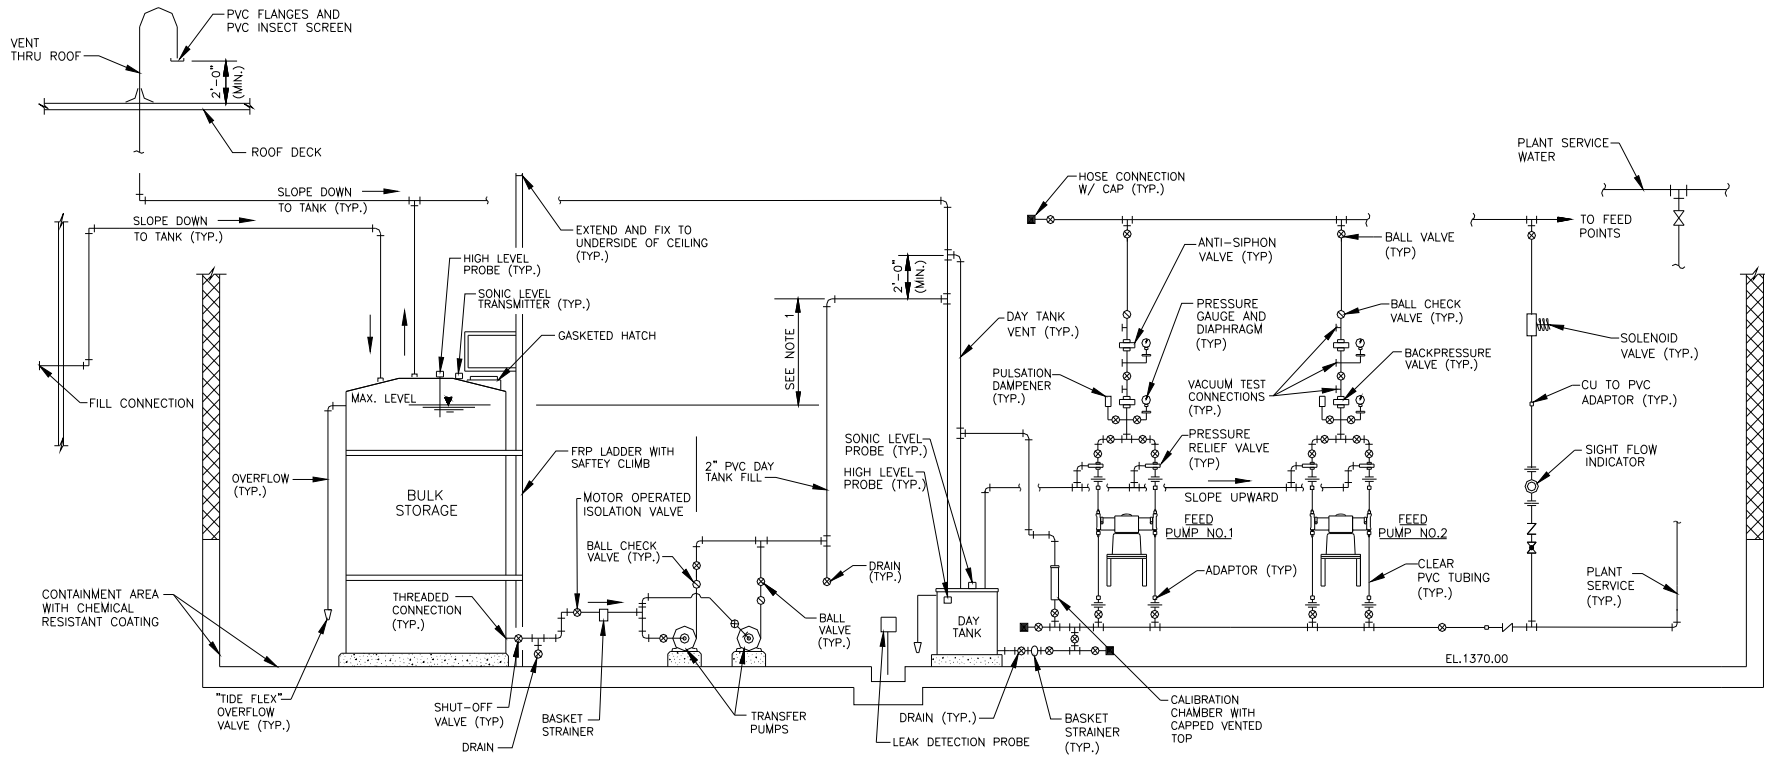 PVC FLANGES AND
PVC INSECT SCREEN
VENT
THRU ROOF
2'-0"
(MIN.)
ROOF DECK
SLOPE DOWN
TO TANK (TYP.)
SLOPE DOWN
TO TANK (TYP.)
EXTEND AND FIX TO
UNDERSIDE OF CEILING
(TYP.)
HIGH LEVEL
PROBE (TYP.)
SONIC LEVEL
TRANSMITTER (TYP.)
GASKETED HATCH
FILL CONNECTION
MAX. LEVEL
SEE NOTE 1
2'-0"
(MIN.)
DAY TANK
VENT (TYP.)
HOSE CONNECTION
W/ CAP (TYP.)
ANTI-SIPHON
VALVE (TYP)
PRESSURE
GAUGE AND
DIAPHRAGM
(TYP)
PULSATION
DAMPENER
(TYP.)
BALL VALVE
(TYP)
BALL CHECK
VALVE (TYP.)
BACKPRESSURE
VALVE (TYP.)
VACUUM TEST
CONNECTIONS
(TYP.)
PLANT SERVICE
WATER
TO FEED
POINTS
SOLENOID
VALVE (TYP.)
CU TO PVC
ADAPTOR (TYP.)
SIGHT FLOW
INDICATOR
OVERFLOW
(TYP.)
BULK
STORAGE
FRP LADDER WITH
SAFTEY CLIMB
2" PVC DAY
TANK FILL
MOTOR OPERATED
ISOLATION VALVE
BALL CHECK
VALVE (TYP.)
SONIC LEVEL
PROBE (TYP.)
HIGH LEVEL
PROBE (TYP.)
PRESSURE
RELIEF VALVE
(TYP)
SLOPE UPWARD
FEED
PUMP NO.1
FEED
PUMP NO.2
DRAIN
(TYP.)
ADAPTOR (TYP)
CLEAR
PVC TUBING
(TYP.)
PLANT
SERVICE
(TYP.)
CONTAINMENT AREA
WITH CHEMICAL
RESISTANT COATING
THREADED
CONNECTION
(TYP.)
BALL
VALVE
(TYP.)
DAY
TANK
EL.1370.00
"TIDE FLEX"
OVERFLOW
VALVE (TYP.)
SHUT-OFF
VALVE (TYP)
DRAIN
BASKET
STRAINER
TRANSFER
PUMPS
DRAIN (TYP.)
LEAK DETECTION PROBE
BASKET
STRAINER
(TYP.)
CALIBRATION
CHAMBER WITH
CAPPED VENTED
TOP